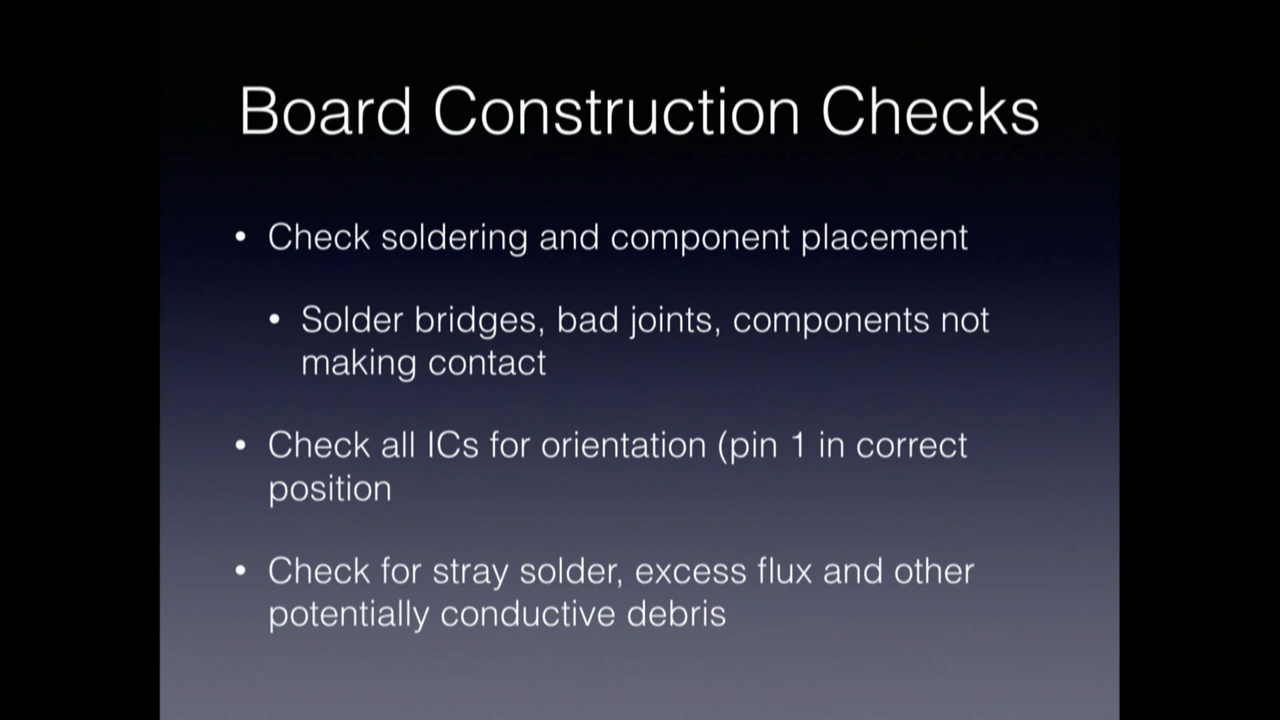 Board Construction Checks
• Check soldering and component placement
• Solder bridges, bad joints, components not
making contact
• Check all ICs for orientation (pin 1 in correct
position
• Check for stray solder, excess flux and other
potentially conductive debris